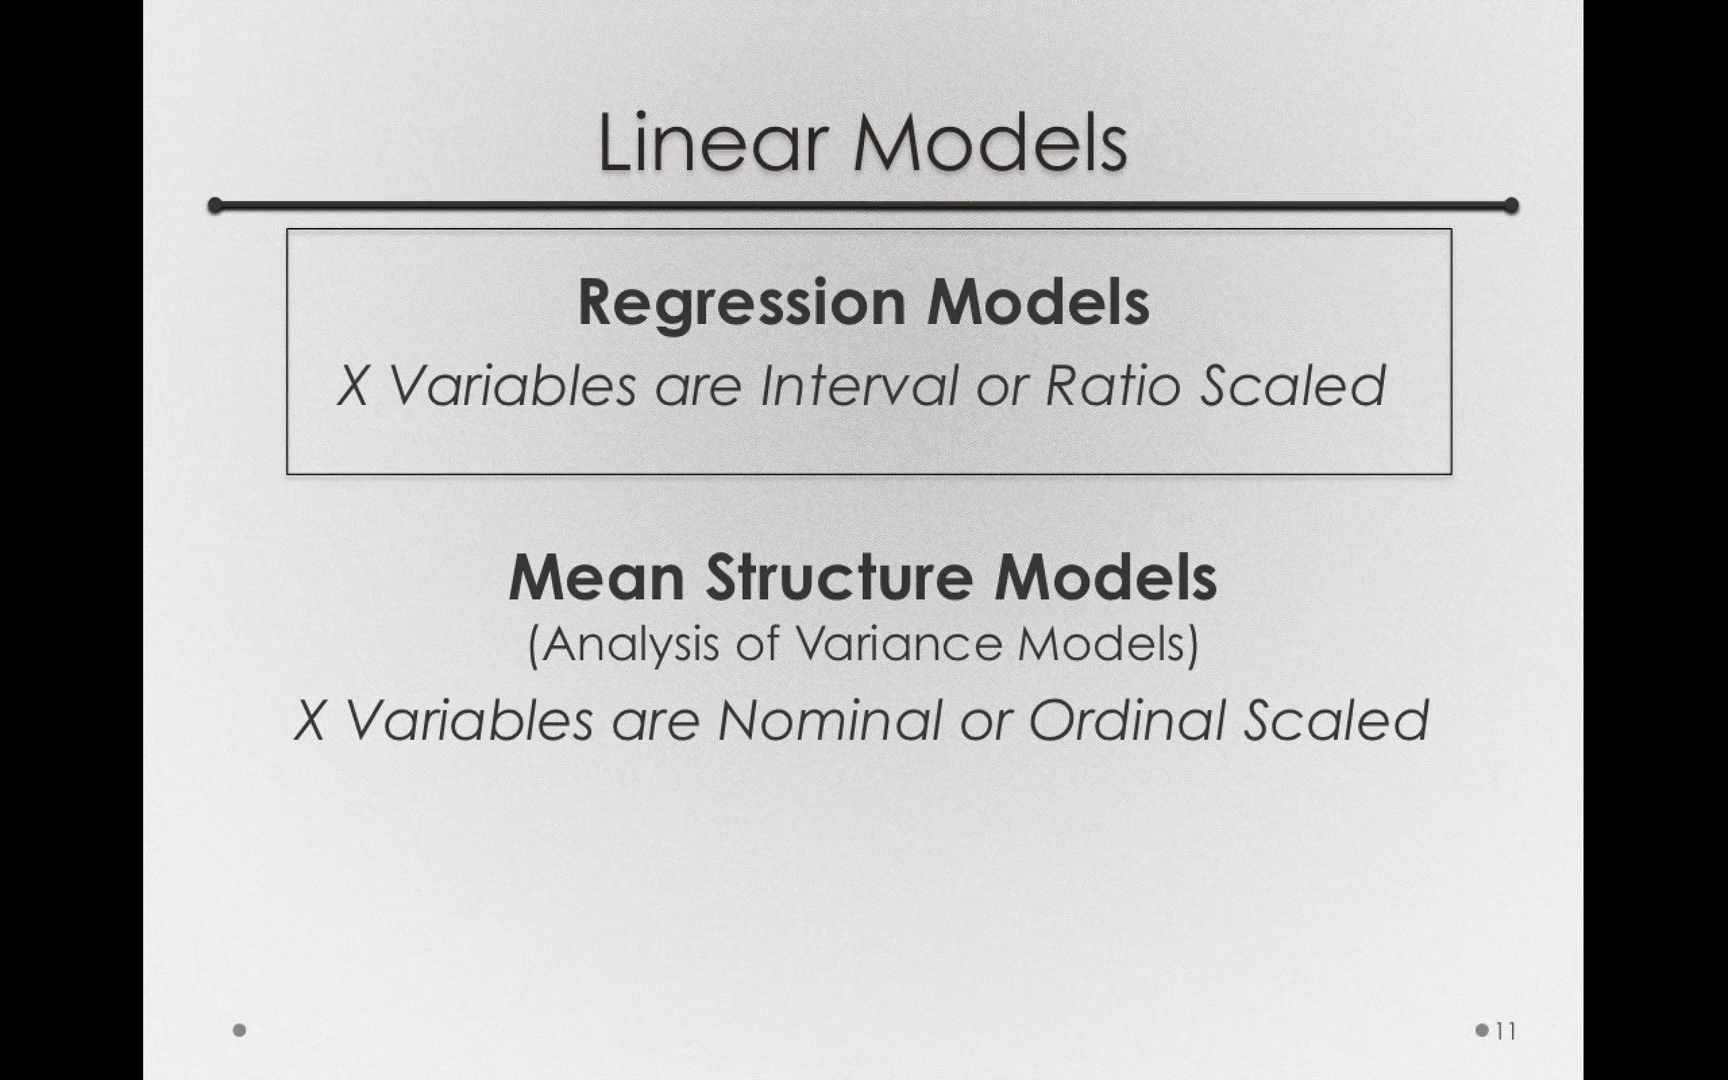 Linear Models
Regression Models
X Variables are Interval or Ratio Scaled
Mean Structure Models
(Analysis of Variance Models)
X Variables are Nominal or Ordinal Scaled
11